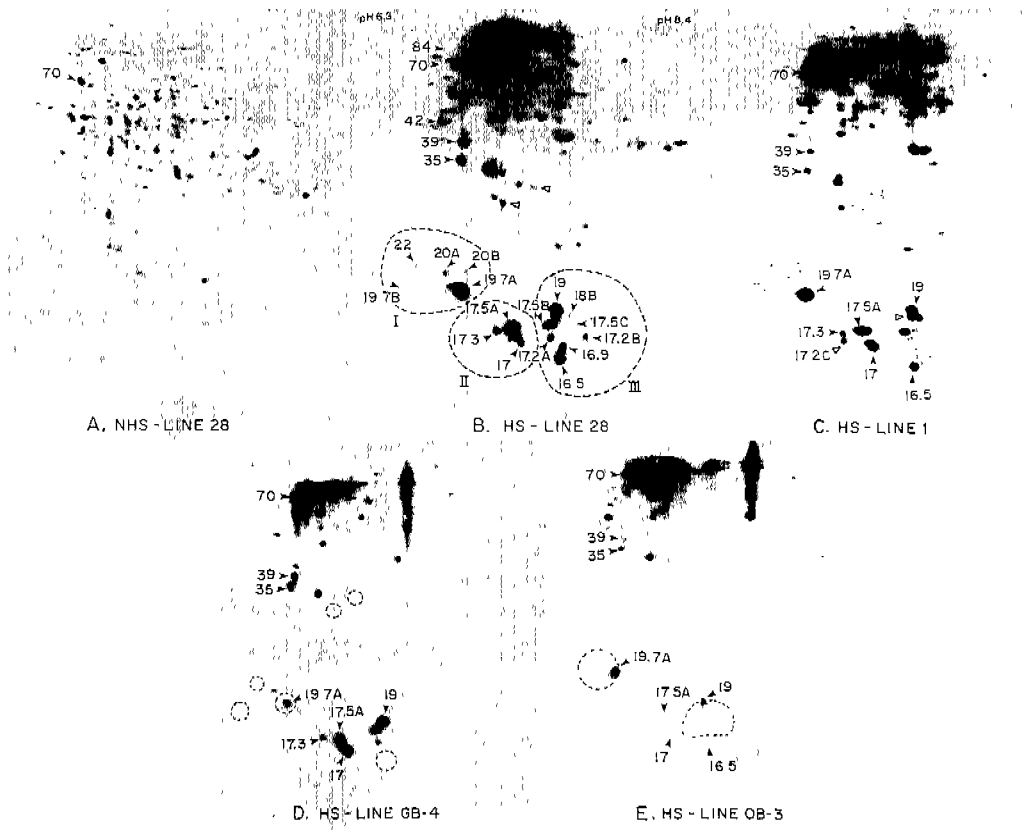 pH6.3
pH8.4
70
84
70
42
39
35
22
20A
20B
19.7A
19.7B
I
17.5A
17.3
17
II
17.5B
19
18B
17.5C
17.2B
17.2A
16.9
16.5
III
70
39
35
19.7A
19
17.5A
17.3
17.2C
17
16.5
A. NHS-LINE 28
B. HS-LINE 28
C. HS-LINE 1
70
39
35
19.7A
19
17.5A
17.3
17
70
39
35
19.7A
17.5A
19
17
16.5
D. HS-LINE GB-4
E. HS-LINE OB-3